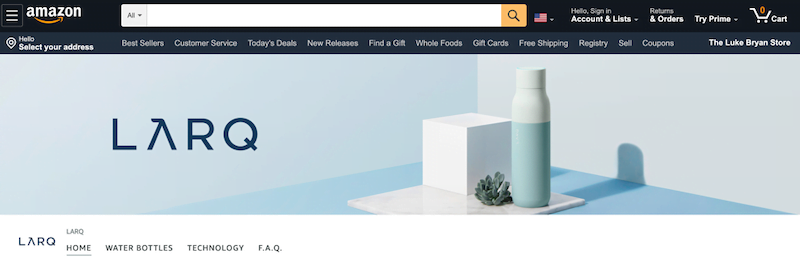 amazon
All
Hello, Sign in
Account & Lists
Returns
& Orders
Try Prime
0
Cart
Hello
Select your address
Best Sellers
Customer Service
Today's Deals
New Releases
Find a Gift
Whole Foods
Gift Cards
Free Shipping
Registry
Sell
Coupons
The Luke Bryan Store
LARQ
LARQ
LARQ
HOME
WATER BOTTLES
TECHNOLOGY
F.A.Q.